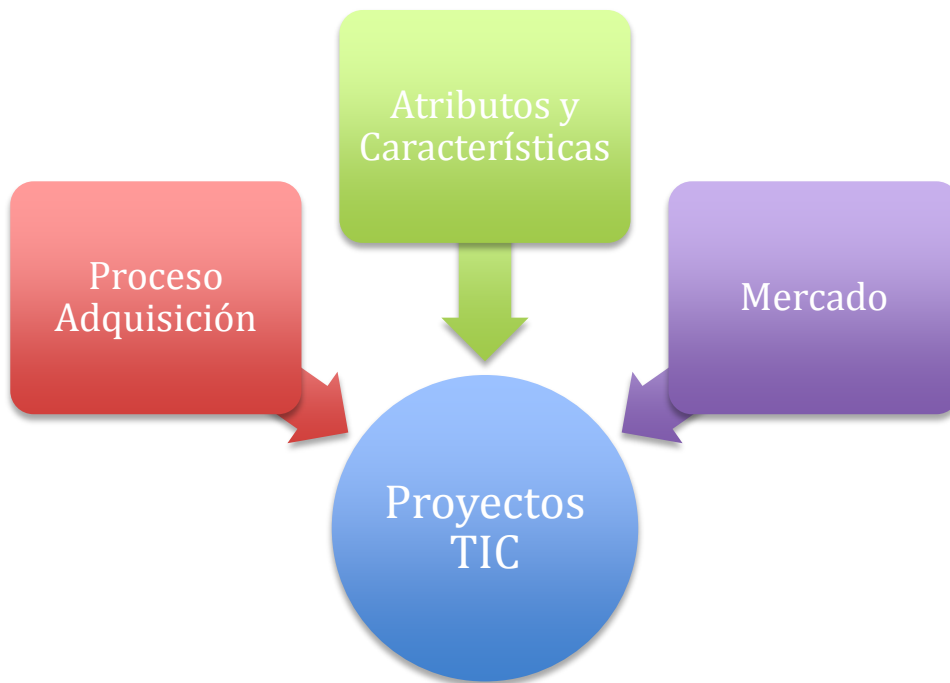 Atributos y
Características
Proceso
Adquisición
Mercado
Proyectos
TIC